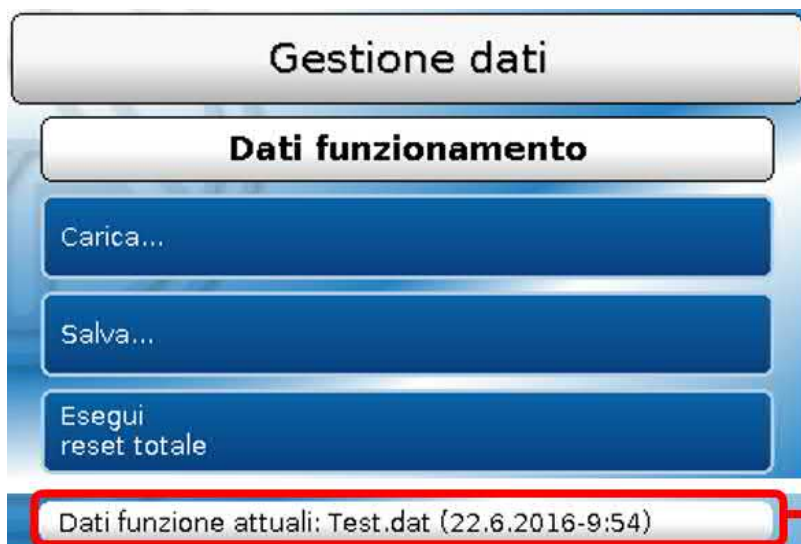 Gestione dati
Dati funzionamento
Carica...
Salva...
Esegui
reset totale
Dati funzione attuali: Test.dat (22.6.2016-9:54)